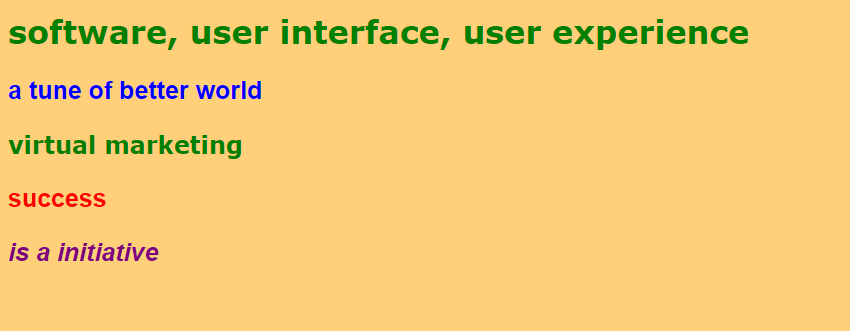 software, user interface, user experience
a tune of better world
virtual marketing
success
is a initiative